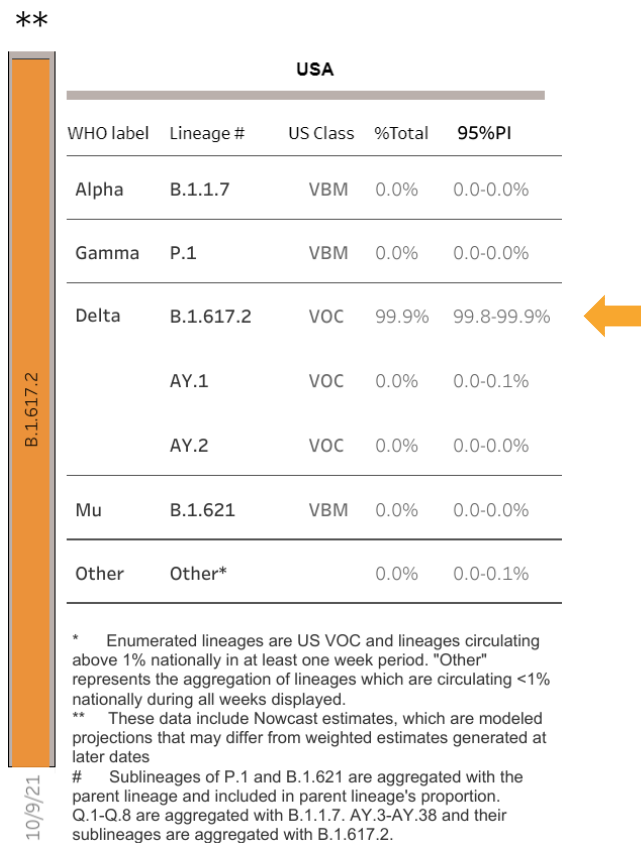 **
USA
WHO label Lineage # US Class %Total 95%PI
Alpha B.1.1.7 VBM 0.0% 0.0-0.0%
Gamma P.1 VBM 0.0% 0.0-0.0%
Delta B.1.617.2 VOC 99.9% 99.8-99.9%
AY.1 VOC 0.0% 0.0-0.1%
AY.2 VOC 0.0% 0.0-0.0%
Mu B.1.621 VBM 0.0% 0.0-0.0%
Other Other* 0.0% 0.0-0.1%
B.1.617.2
10/9/21
* Enumerated lineages are US VOC and lineages circulating
above 1% nationally in at least one week period. "Other"
represents the aggregation of lineages which are circulating <1%
nationally during all weeks displayed.
** These data include Nowcast estimates, which are modeled
projections that may differ from weighted estimates generated at
later dates
# Sublineages of P.1 and B.1.621 are aggregated with the
parent lineage and included in parent lineage's proportion.
Q.1-Q.8 are aggregated with B.1.1.7. AY.3-AY.38 and their
sublineages are aggregated with B.1.617.2.